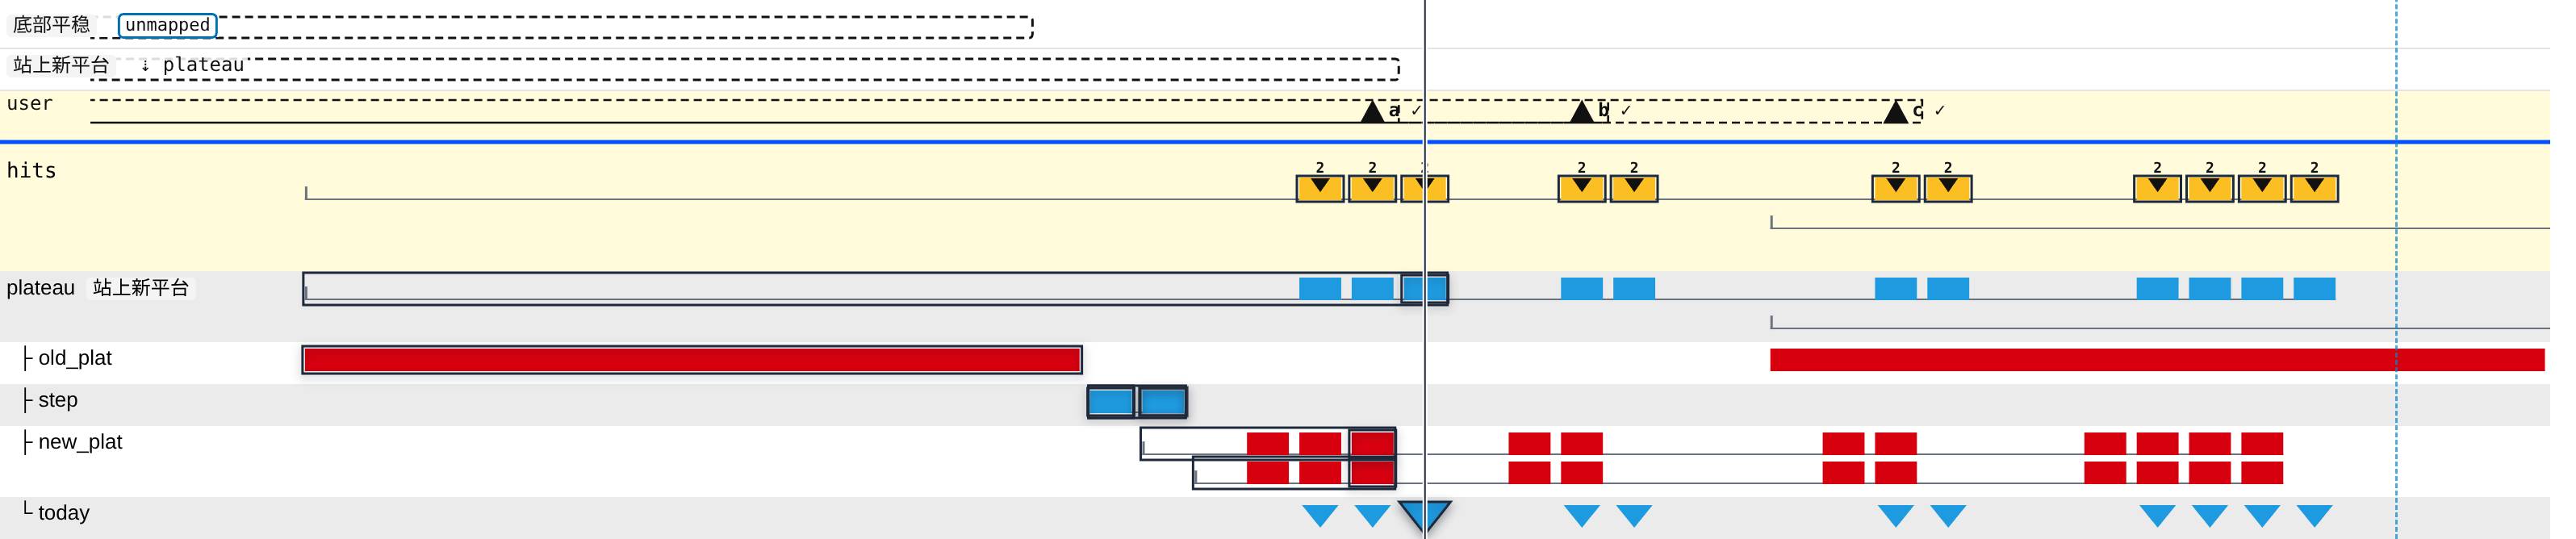 底部平稳 unmapped
站上新平台 ⇣ plateau
user a ✓ b ✓ c ✓
hits 2 2 2 2 2 2 2 2 2 2
plateau 站上新平台
├ old_plat
├ step
├ new_plat
└ today